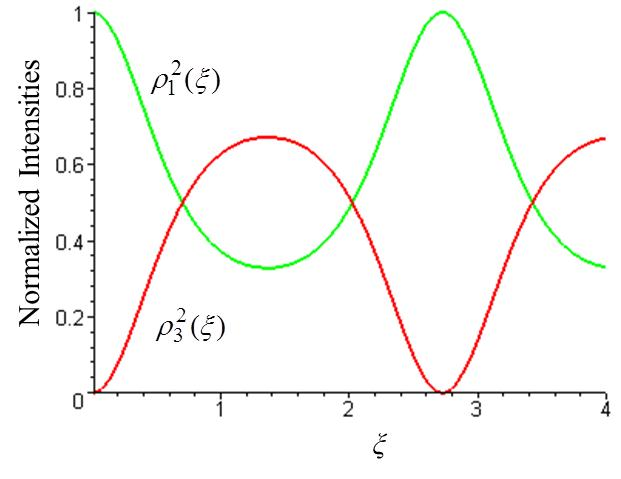 Normalized Intensities
1
0.8
0.6
0.4
0.2
0
ρ₁²(ξ)
ρ₃²(ξ)
1 2 3 4
ξ